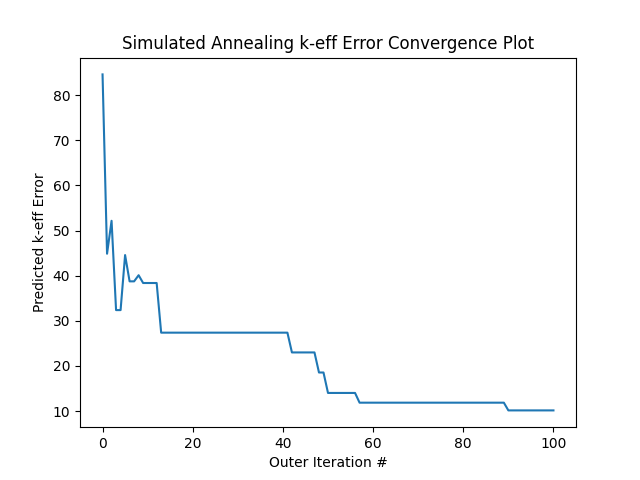 Simulated Annealing k-eff Error Convergence Plot
80
70
60
50
40
30
20
10
Predicted k-eff Error
0 20 40 60 80 100
Outer Iteration #